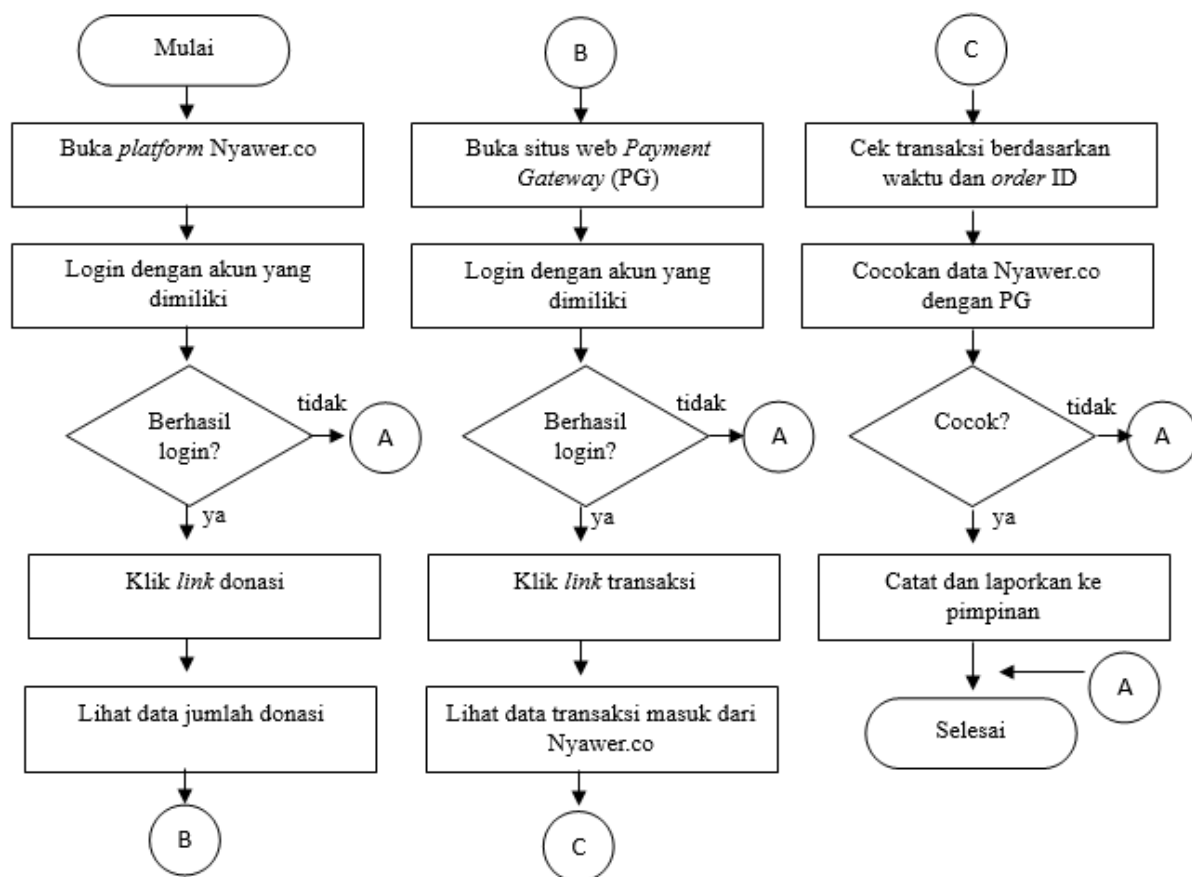 Mulai
Buka platform Nyawer.co
Login dengan akun yang
dimiliki
Berhasil
login?
tidak
A
ya
Klik link donasi
Lihat data jumlah donasi
B
B
Buka situs web Payment
Gateway (PG)
Login dengan akun yang
dimiliki
Berhasil
login?
tidak
A
ya
Klik link transaksi
Lihat data transaksi masuk dari
Nyawer.co
C
C
Cek transaksi berdasarkan
waktu dan order ID
Cocokan data Nyawer.co
dengan PG
Cocok?
tidak
A
ya
Catat dan laporkan ke
pimpinan
A
Selesai